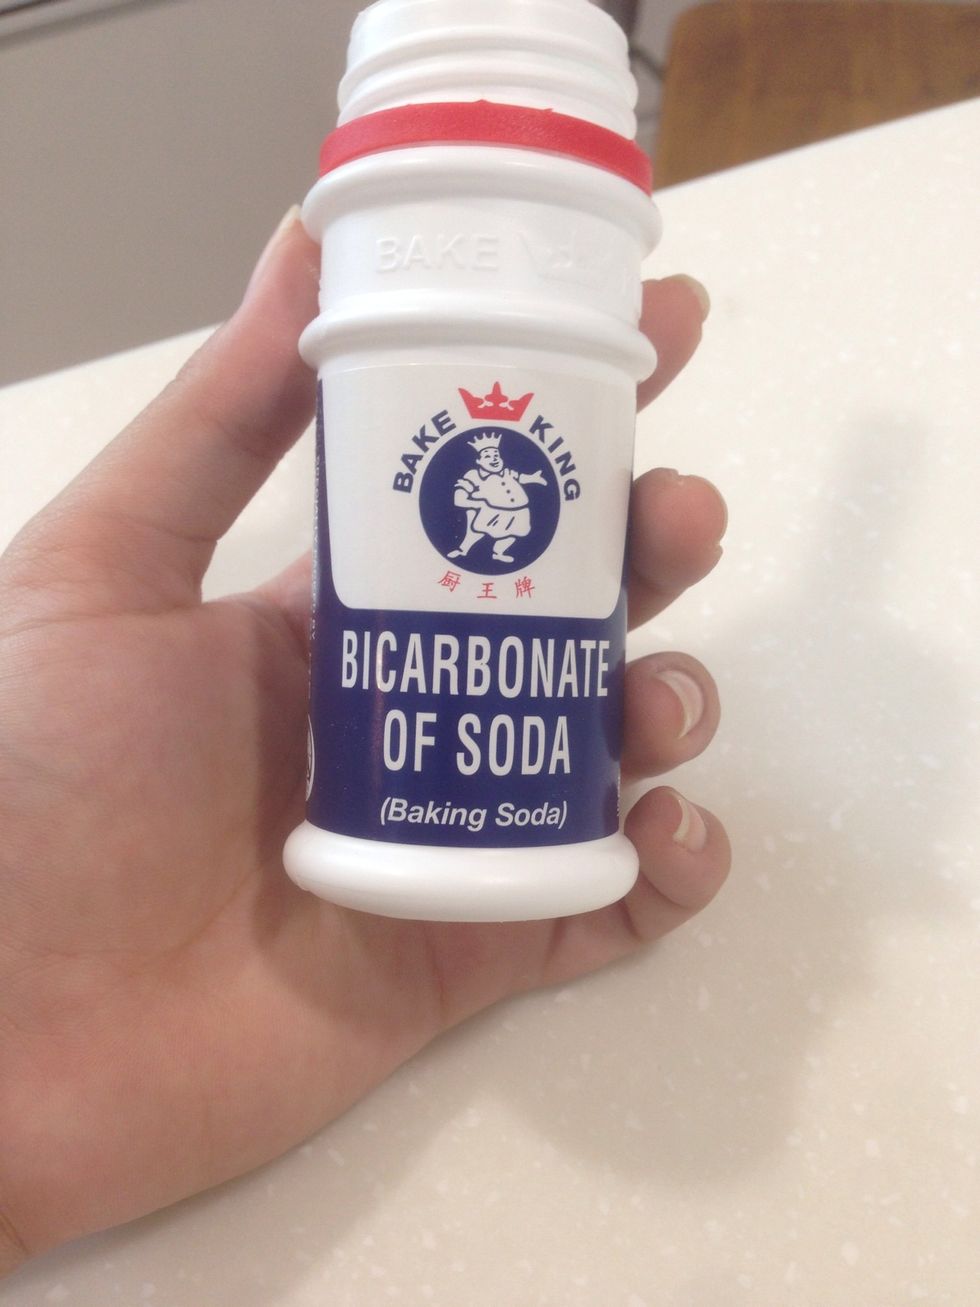 BAKE
BAKE KING
厨王牌
BICARBONATE
OF SODA
(Baking Soda)